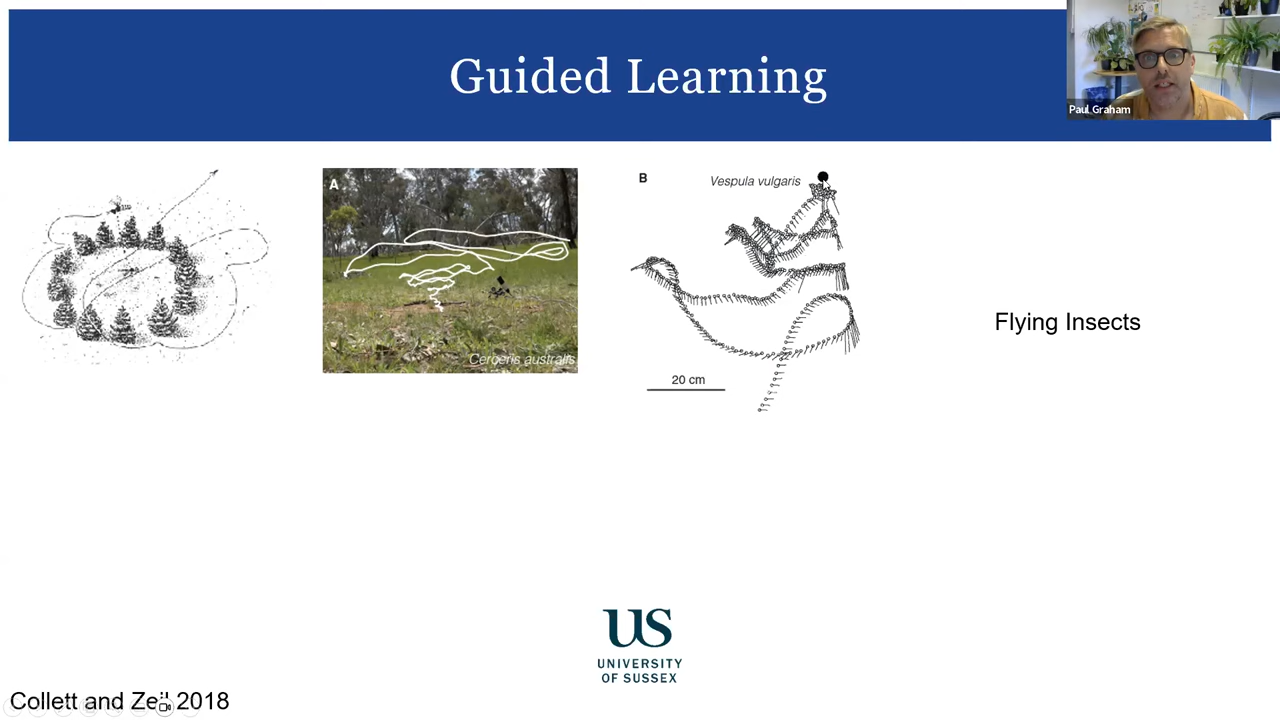 Guided Learning
Paul Graham
A
Cerceris australis
B
Vespula vulgaris
20 cm
Flying Insects
US
UNIVERSITY
OF SUSSEX
Collett and Zeil 2018